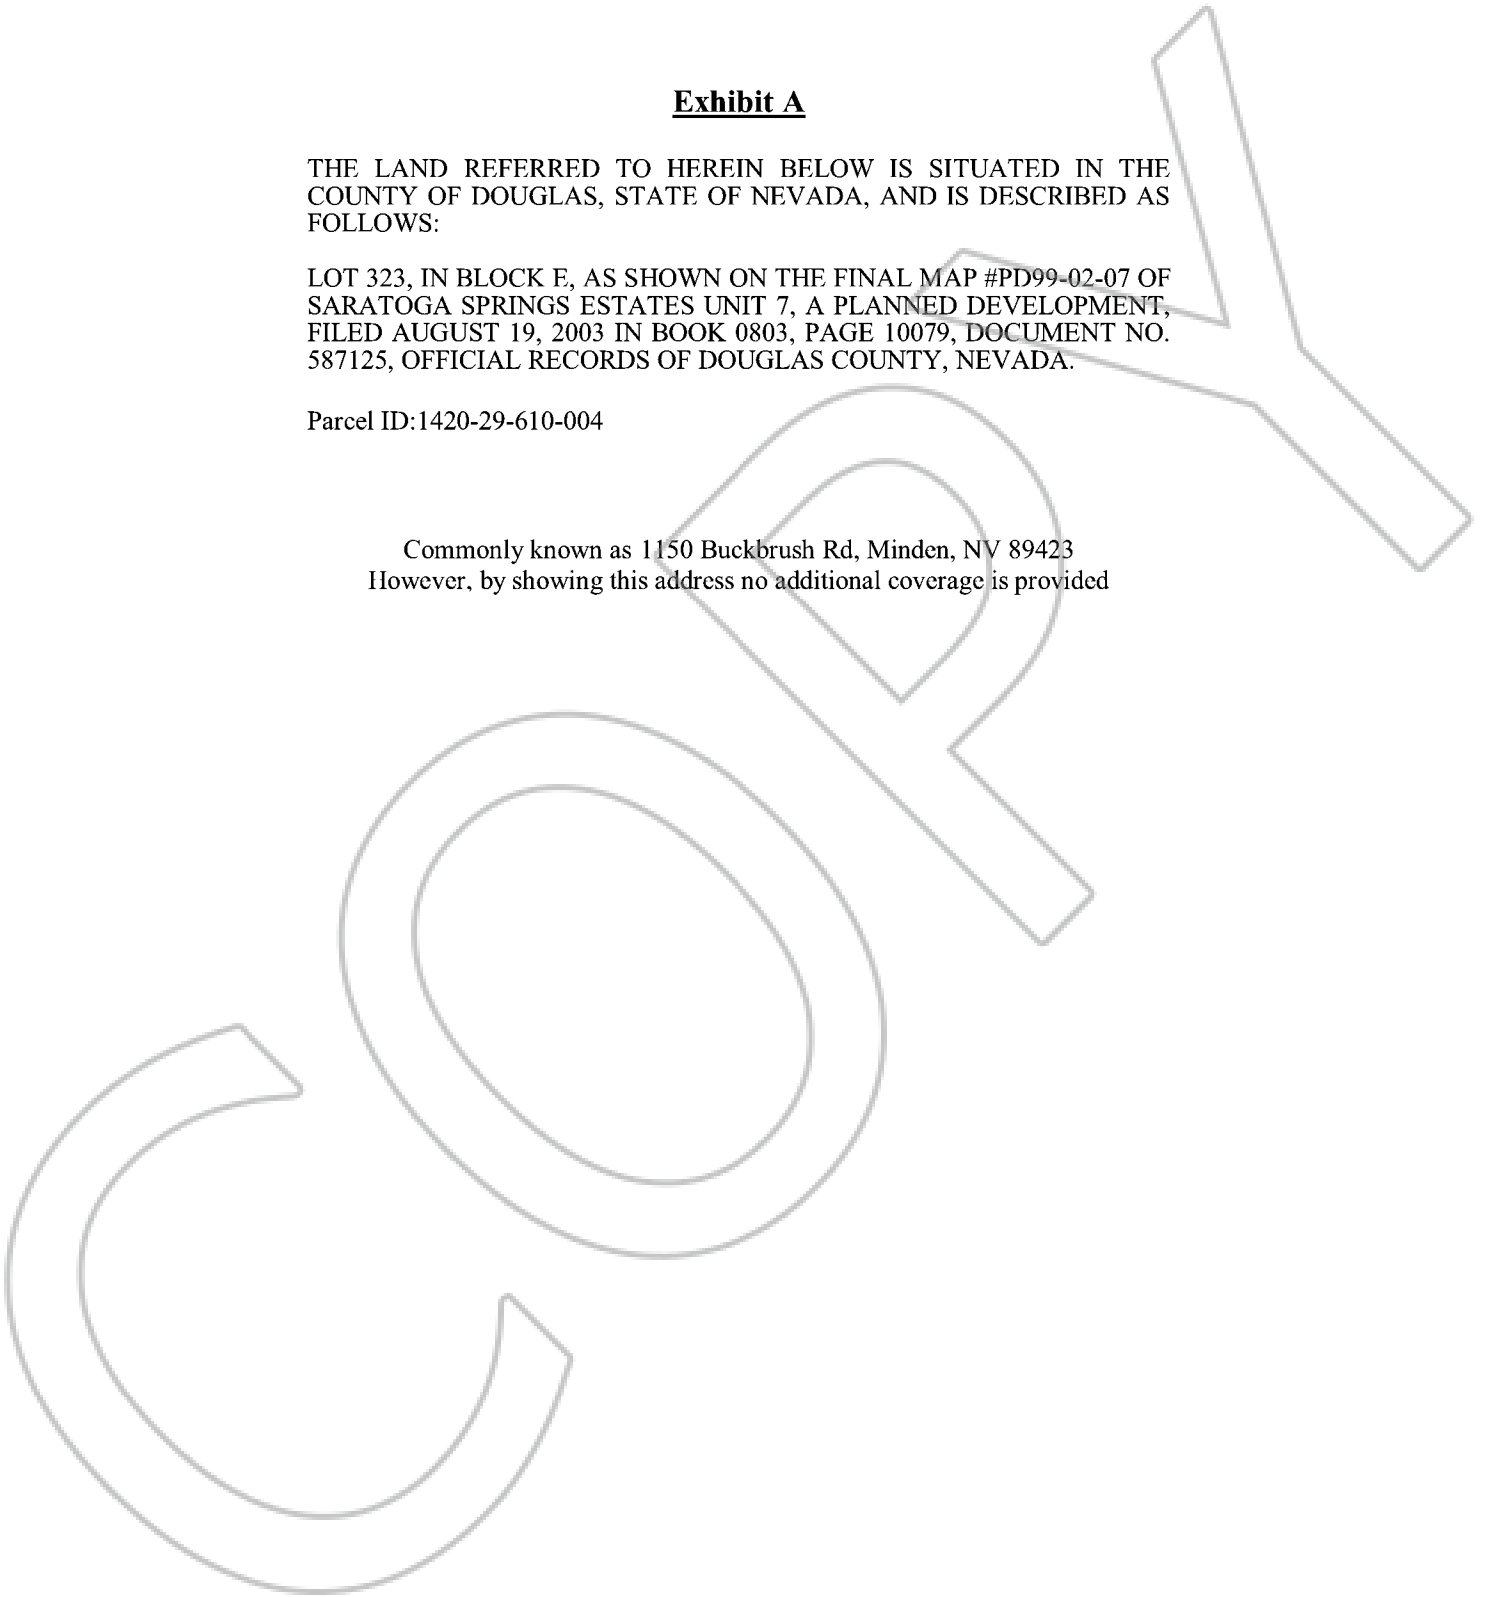 Exhibit A
THE LAND REFERRED TO HEREIN BELOW IS SITUATED IN THE
COUNTY OF DOUGLAS, STATE OF NEVADA, AND IS DESCRIBED AS
FOLLOWS:
LOT 323, IN BLOCK E, AS SHOWN ON THE FINAL MAP #PD99-02-07 OF
SARATOGA SPRINGS ESTATES UNIT 7, A PLANNED DEVELOPMENT,
FILED AUGUST 19, 2003 IN BOOK 0803, PAGE 10079, DOCUMENT NO.
587125, OFFICIAL RECORDS OF DOUGLAS COUNTY, NEVADA.
Parcel ID:1420-29-610-004
Commonly known as 1150 Buckbrush Rd, Minden, NV 89423
However, by showing this address no additional coverage is provided
COPY